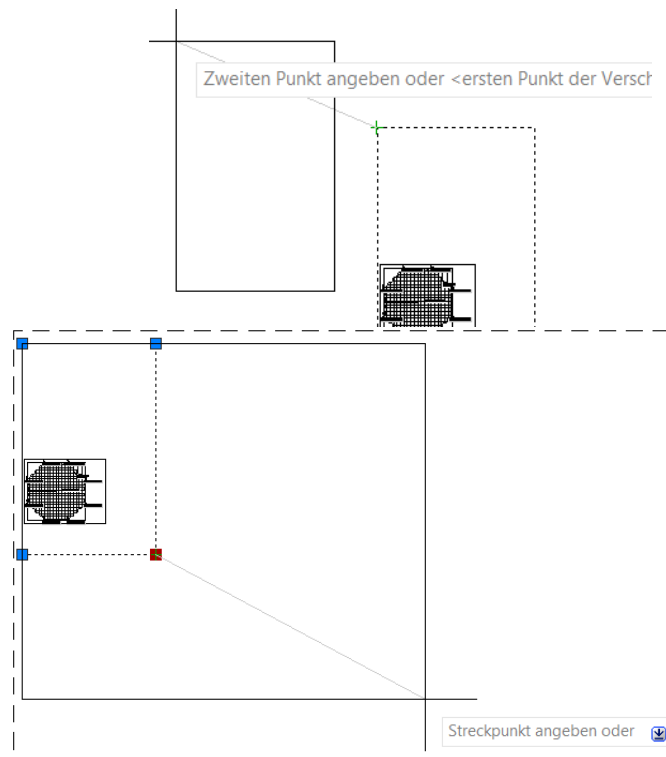 Zweiten Punkt angeben oder <ersten Punkt der Versch
Streckpunkt angeben oder